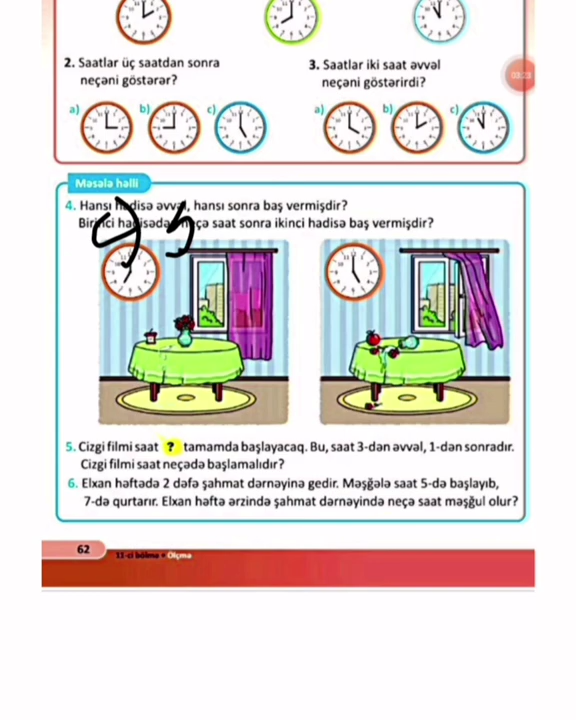 2. Saatlar üç saatdan sonra
neçəni göstərər?
3. Saatlar iki saat əvvəl
neçəni göstərirdi?
03:23
a) b) c)
a) b) c)
Məsələ həlli
4. Hansı hadisə əvvəl, hansı sonra baş vermişdir?
Birinci hadisədən neçə saat sonra ikinci hadisə baş vermişdir?
5. Cizgi filmi saat ? tamamda başlayacaq. Bu, saat 3-dən əvvəl, 1-dən sonradır.
Cizgi filmi saat neçədə başlamalıdır?
6. Elxan həftədə 2 dəfə şahmat dərnəyinə gedir. Məşğələ saat 5-də başlayıb,
7-də qurtarır. Elxan həftə ərzində şahmat dərnəyində neçə saat məşğul olur?
62
11-ci bölmə • Ölçmə